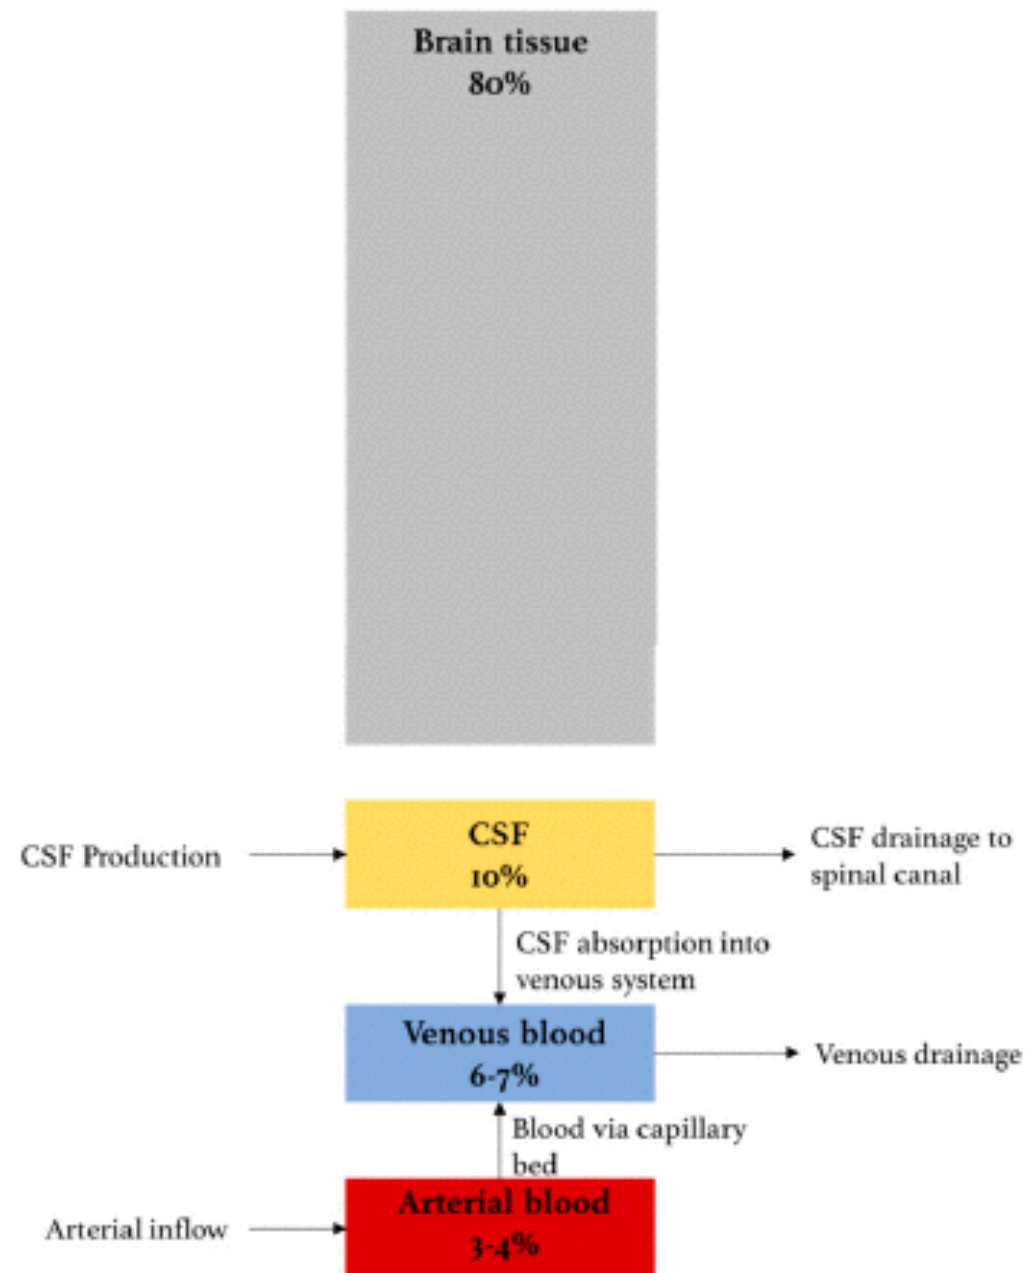 Brain tissue
80%
CSF Production
CSF
10%
CSF drainage to
spinal canal
CSF absorption into
venous system
Venous blood
6-7%
Venous drainage
Blood via capillary
bed
Arterial inflow
Arterial blood
3-4%